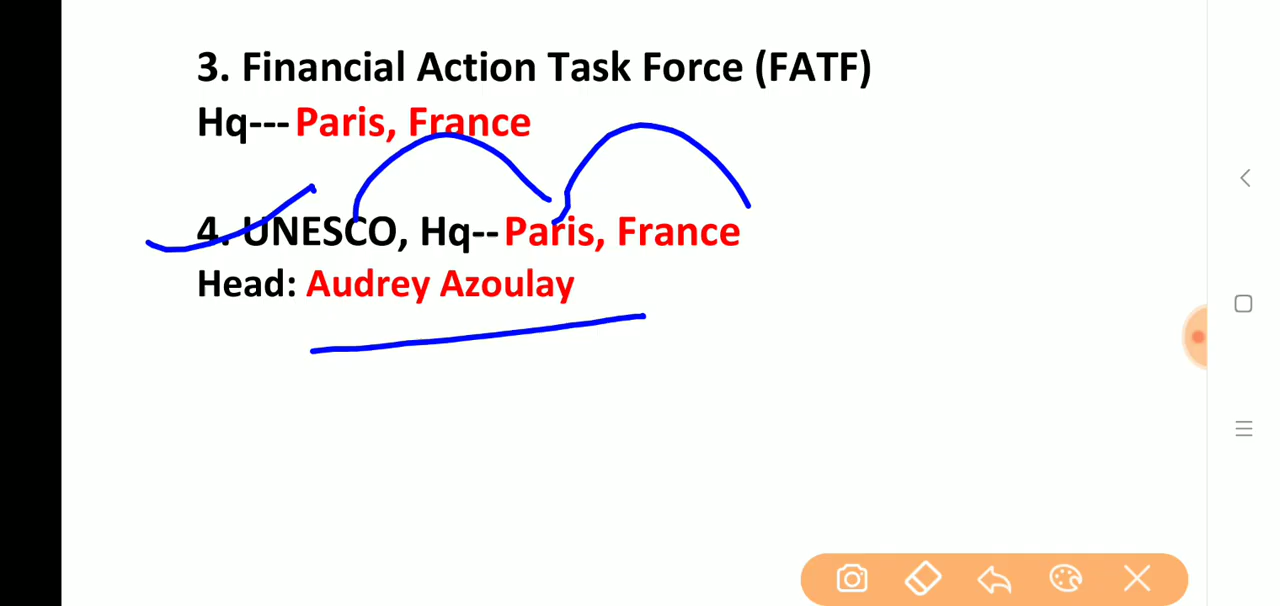 3. Financial Action Task Force (FATF)
Hq--- Paris, France
4. UNESCO, Hq-- Paris, France
Head: Audrey Azoulay